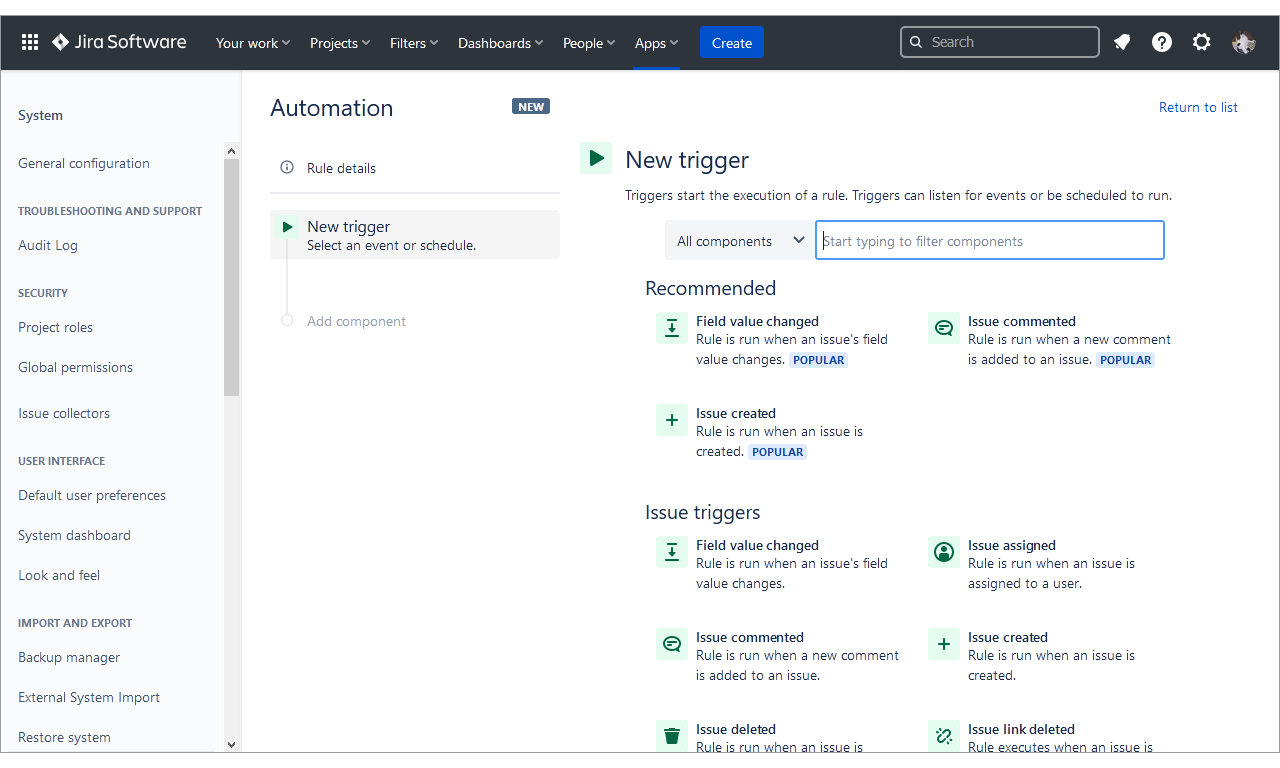 Jira Software
Your work
Projects
Filters
Dashboards
People
Apps
Create
Search
System
General configuration
TROUBLESHOOTING AND SUPPORT
Audit Log
SECURITY
Project roles
Global permissions
Issue collectors
USER INTERFACE
Default user preferences
System dashboard
Look and feel
IMPORT AND EXPORT
Backup manager
External System Import
Restore system
Automation
NEW
Return to list
Rule details
New trigger
Select an event or schedule.
Add component
New trigger
Triggers start the execution of a rule. Triggers can listen for events or be scheduled to run.
All components
Start typing to filter components
Recommended
Field value changed
Rule is run when an issue's field
value changes. POPULAR
Issue commented
Rule is run when a new comment
is added to an issue. POPULAR
Issue created
Rule is run when an issue is
created. POPULAR
Issue triggers
Field value changed
Rule is run when an issue's field
value changes.
Issue assigned
Rule is run when an issue is
assigned to a user.
Issue commented
Rule is run when a new comment
is added to an issue.
Issue created
Rule is run when an issue is
created.
Issue deleted
Rule is run when an issue is
Issue link deleted
Rule executes when an issue is